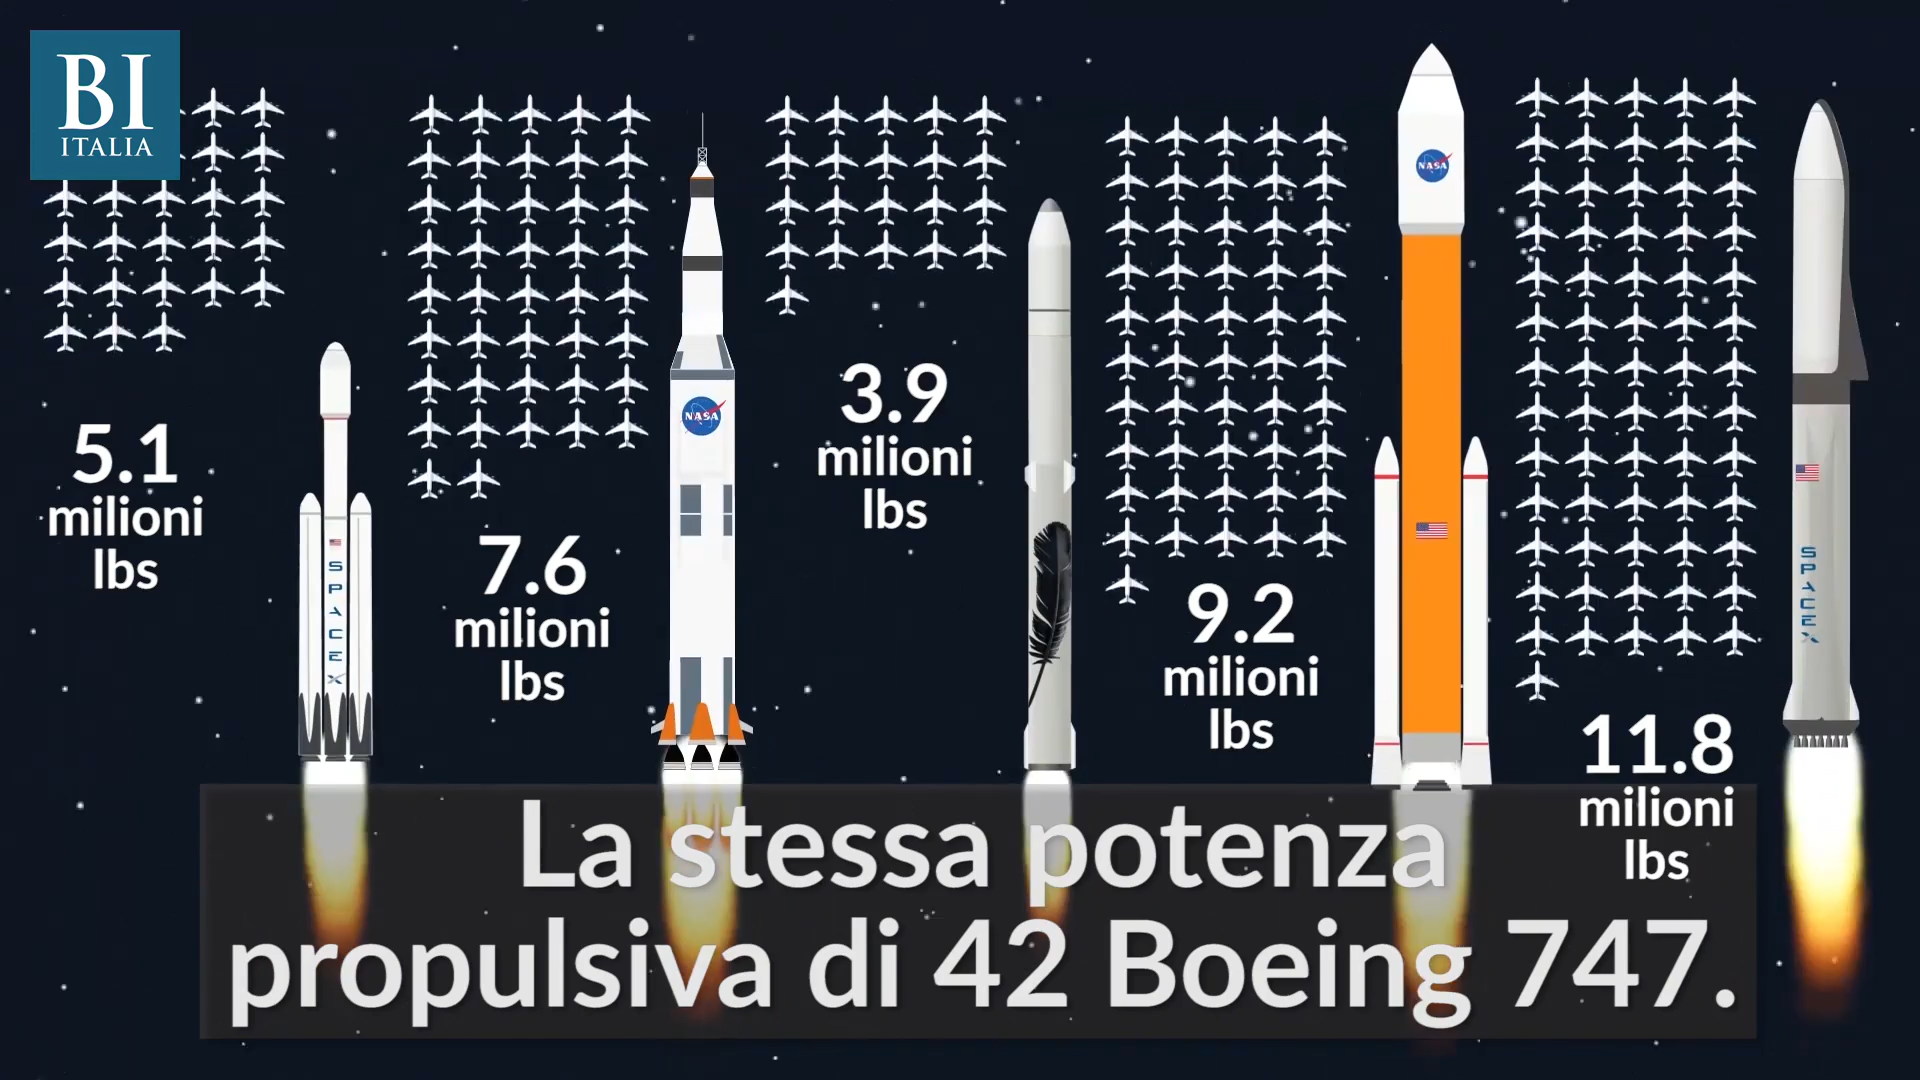 BI
ITALIA
5.1
milioni
lbs
SPACEX
7.6
milioni
lbs
NASA
3.9
milioni
lbs
9.2
milioni
lbs
NASA
11.8
milioni
lbs
SPACEX
La stessa potenza
propulsiva di 42 Boeing 747.